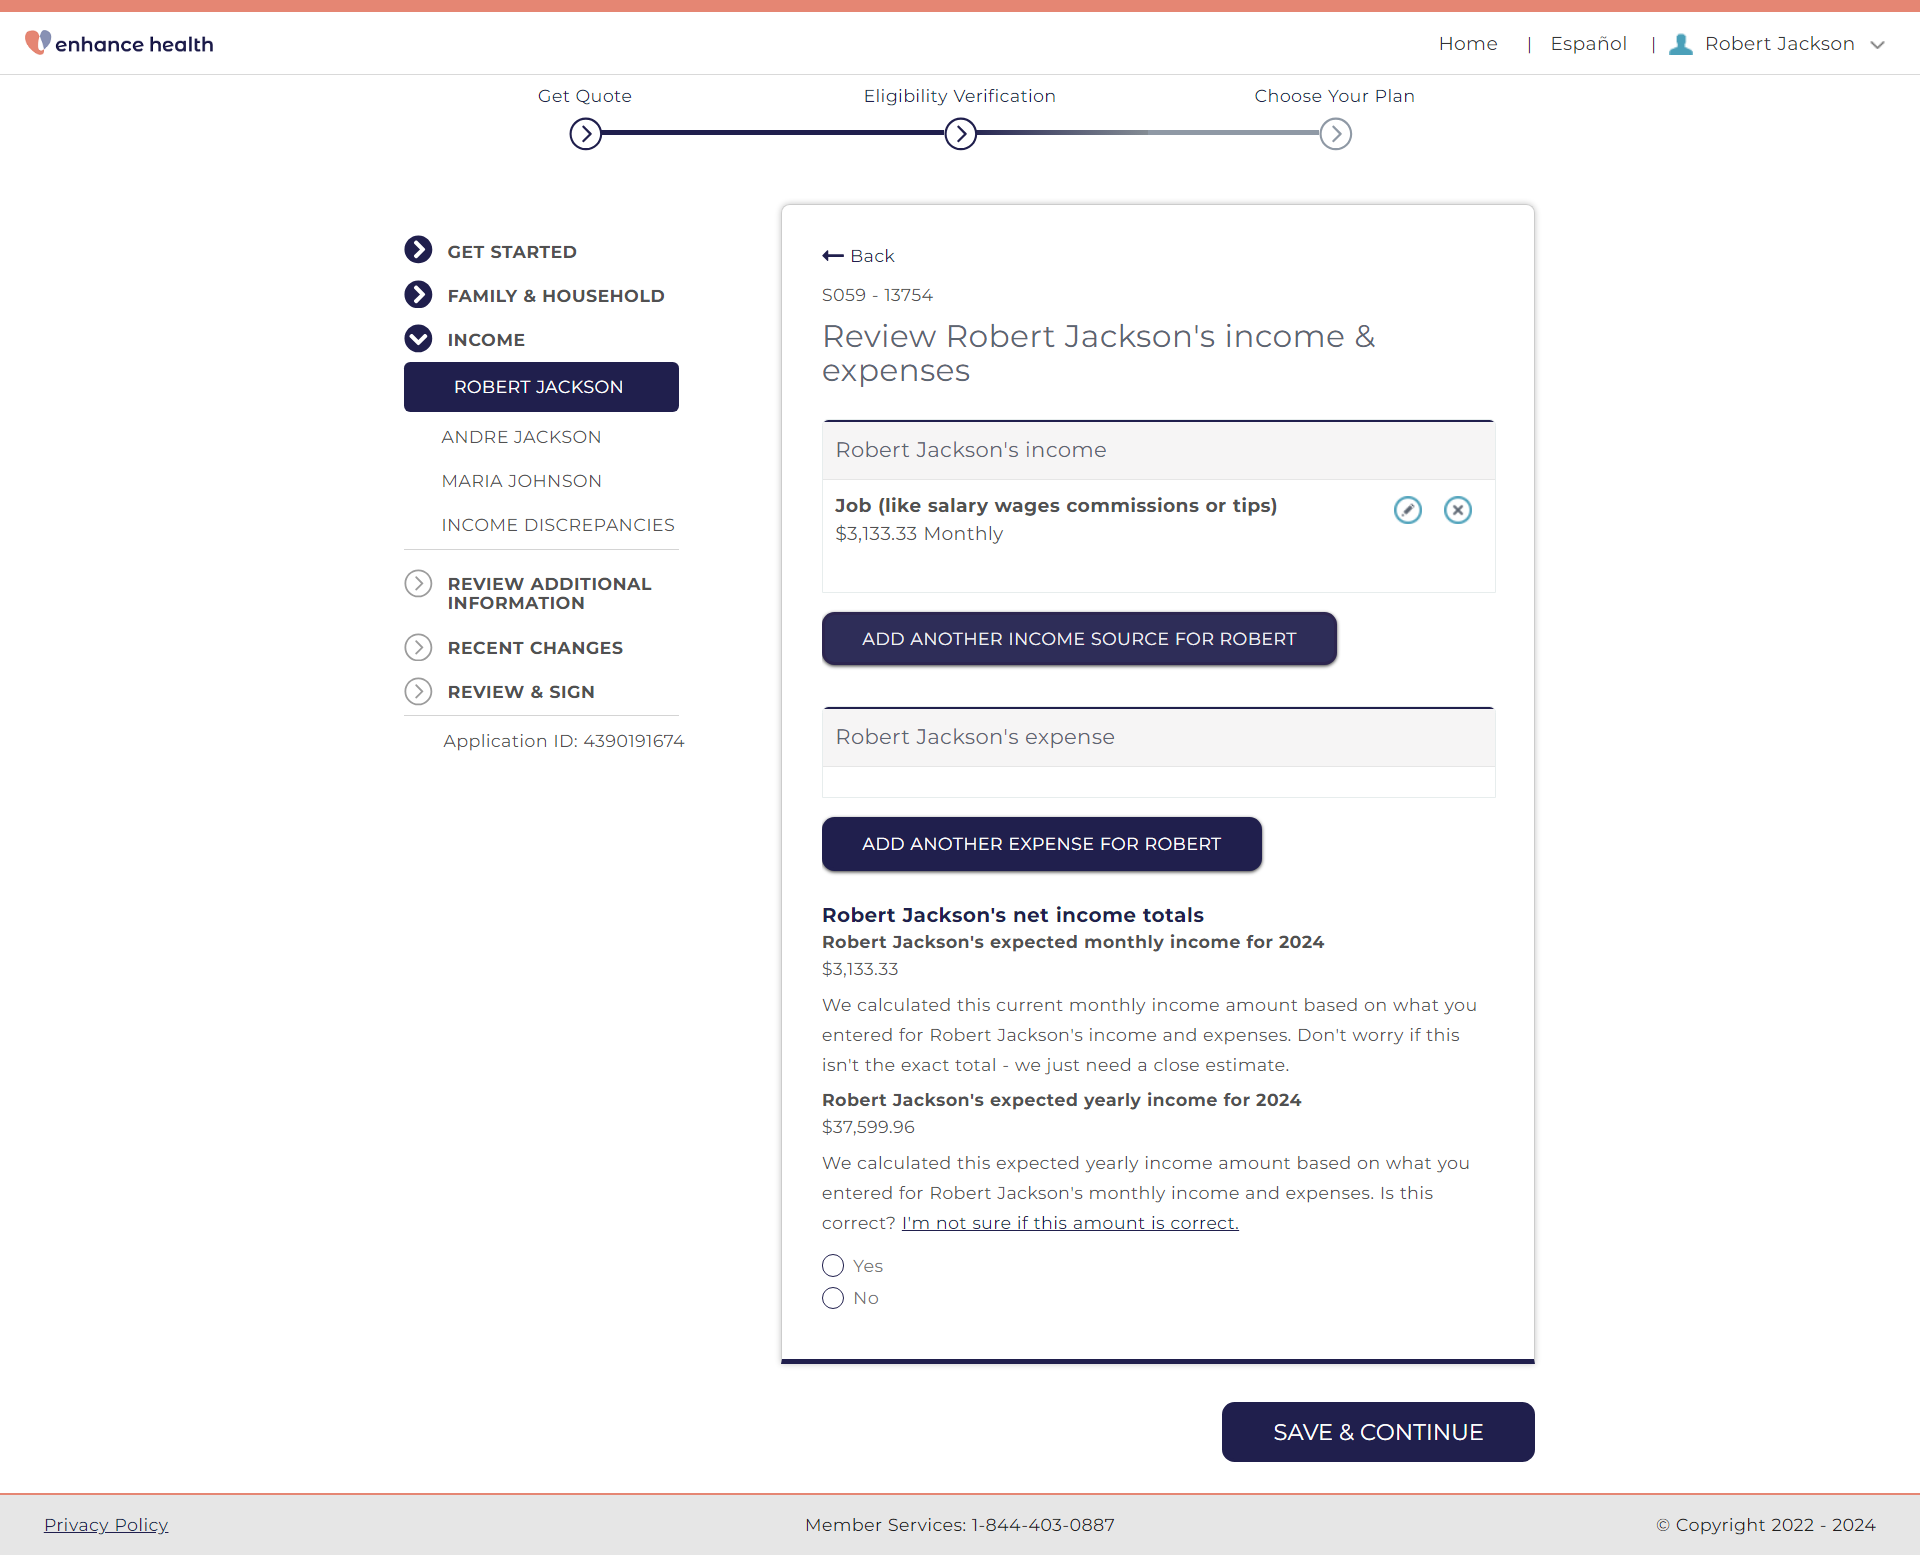 enhance health
Home | Español | Robert Jackson
Get Quote
Eligibility Verification
Choose Your Plan
GET STARTED
FAMILY & HOUSEHOLD
INCOME
ROBERT JACKSON
ANDRE JACKSON
MARIA JOHNSON
INCOME DISCREPANCIES
REVIEW ADDITIONAL
INFORMATION
RECENT CHANGES
REVIEW & SIGN
Application ID: 4390191674
Back
S059 - 13754
Review Robert Jackson's income &
expenses
Robert Jackson's income
Job (like salary wages commissions or tips)
$3,133.33 Monthly
ADD ANOTHER INCOME SOURCE FOR ROBERT
Robert Jackson's expense
ADD ANOTHER EXPENSE FOR ROBERT
Robert Jackson's net income totals
Robert Jackson's expected monthly income for 2024
$3,133.33
We calculated this current monthly income amount based on what you
entered for Robert Jackson's income and expenses. Don't worry if this
isn't the exact total - we just need a close estimate.
Robert Jackson's expected yearly income for 2024
$37,599.96
We calculated this expected yearly income amount based on what you
entered for Robert Jackson's monthly income and expenses. Is this
correct? I'm not sure if this amount is correct.
Yes
No
SAVE & CONTINUE
Privacy Policy
Member Services: 1-844-403-0887
© Copyright 2022 - 2024